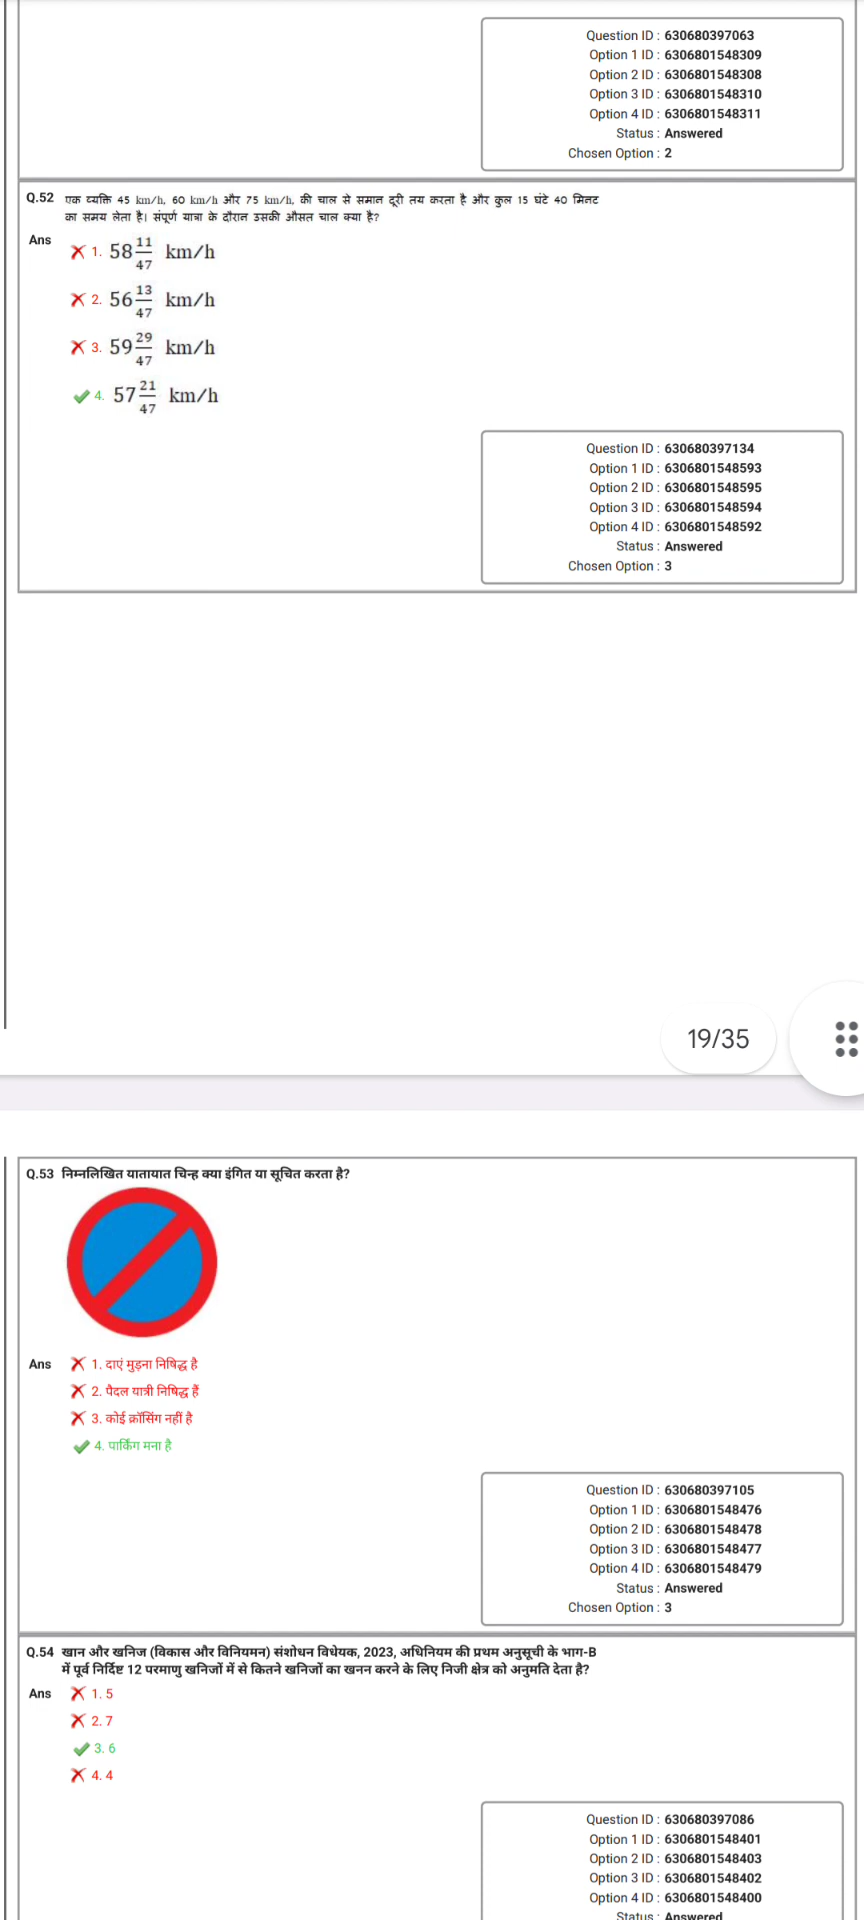 Question ID : 630680397063
Option 1 ID : 6306801548309
Option 2 ID : 6306801548308
Option 3 ID : 6306801548310
Option 4 ID : 6306801548311
Status : Answered
Chosen Option : 2
Q.52 एक व्यक्ति 45 km/h, 60 km/h और 75 km/h, की चाल से समान दूरी तय करता है और कुल 15 घंटे 40 मिनट
का समय लेता है। संपूर्ण यात्रा के दौरान उसकी औसत चाल क्या है?
Ans
1. 58 11/47 km/h
2. 56 13/47 km/h
3. 59 29/47 km/h
4. 57 21/47 km/h
Question ID : 630680397134
Option 1 ID : 6306801548593
Option 2 ID : 6306801548595
Option 3 ID : 6306801548594
Option 4 ID : 6306801548592
Status : Answered
Chosen Option : 3
19/35
Q.53 निम्नलिखित यातायात चिन्ह क्या इंगित या सूचित करता है?
Ans 1. दाएं मुड़ना निषिद्ध है
2. पैदल यात्री निषिद्ध हैं
3. कोई क्रॉसिंग नहीं है
4. पार्किंग मना है
Question ID : 630680397105
Option 1 ID : 6306801548476
Option 2 ID : 6306801548478
Option 3 ID : 6306801548477
Option 4 ID : 6306801548479
Status : Answered
Chosen Option : 3
Q.54 खान और खनिज (विकास और विनियमन) संशोधन विधेयक, 2023, अधिनियम की प्रथम अनुसूची के भाग-B
में पूर्व निर्दिष्ट 12 परमाणु खनिजों में से कितने खनिजों का खनन करने के लिए निजी क्षेत्र को अनुमति देता है?
Ans 1. 5
2. 7
3. 6
4. 4
Question ID : 630680397086
Option 1 ID : 6306801548401
Option 2 ID : 6306801548403
Option 3 ID : 6306801548402
Option 4 ID : 6306801548400
Status : Answered